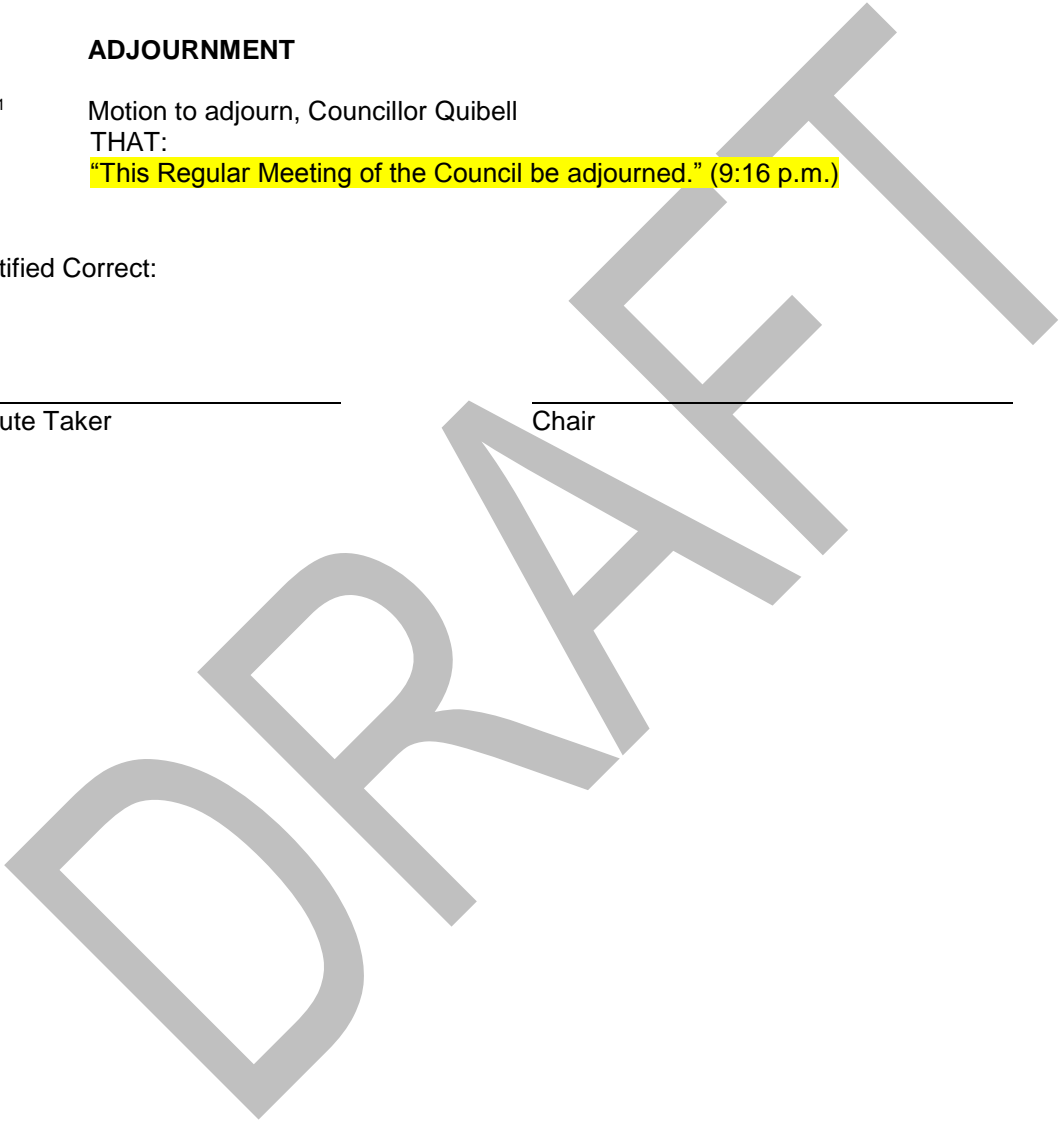 ADJOURNMENT
Motion to adjourn, Councillor Quibell
THAT:
“This Regular Meeting of the Council be adjourned.” (9:16 p.m.)
tified Correct:
ute Taker
Chair
DRAFT